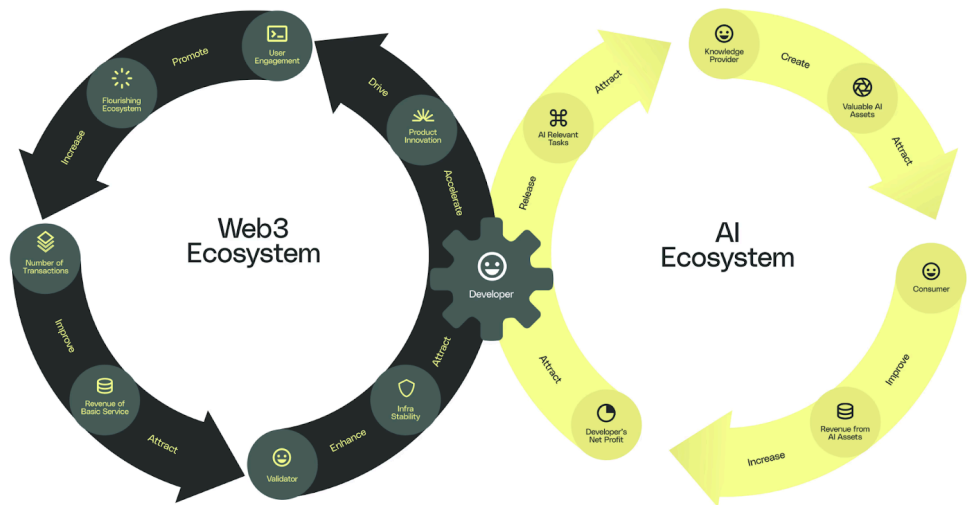 User
Engagement
Promote
Flourishing
Ecosystem
Increase
Number of
Transactions
Improve
Revenue of
Basic Service
Attract
Validator
Enhance
Infra
Stability
Attract
Developer
Accelerate
Product
Innovation
Drive
Web3
Ecosystem
Release
AI Relevant
Tasks
Attract
Knowledge
Provider
Create
Valuable AI
Assets
Attract
Consumer
Improve
Revenue from
AI Assets
Increase
Developer's
Net Profit
Attract
AI
Ecosystem